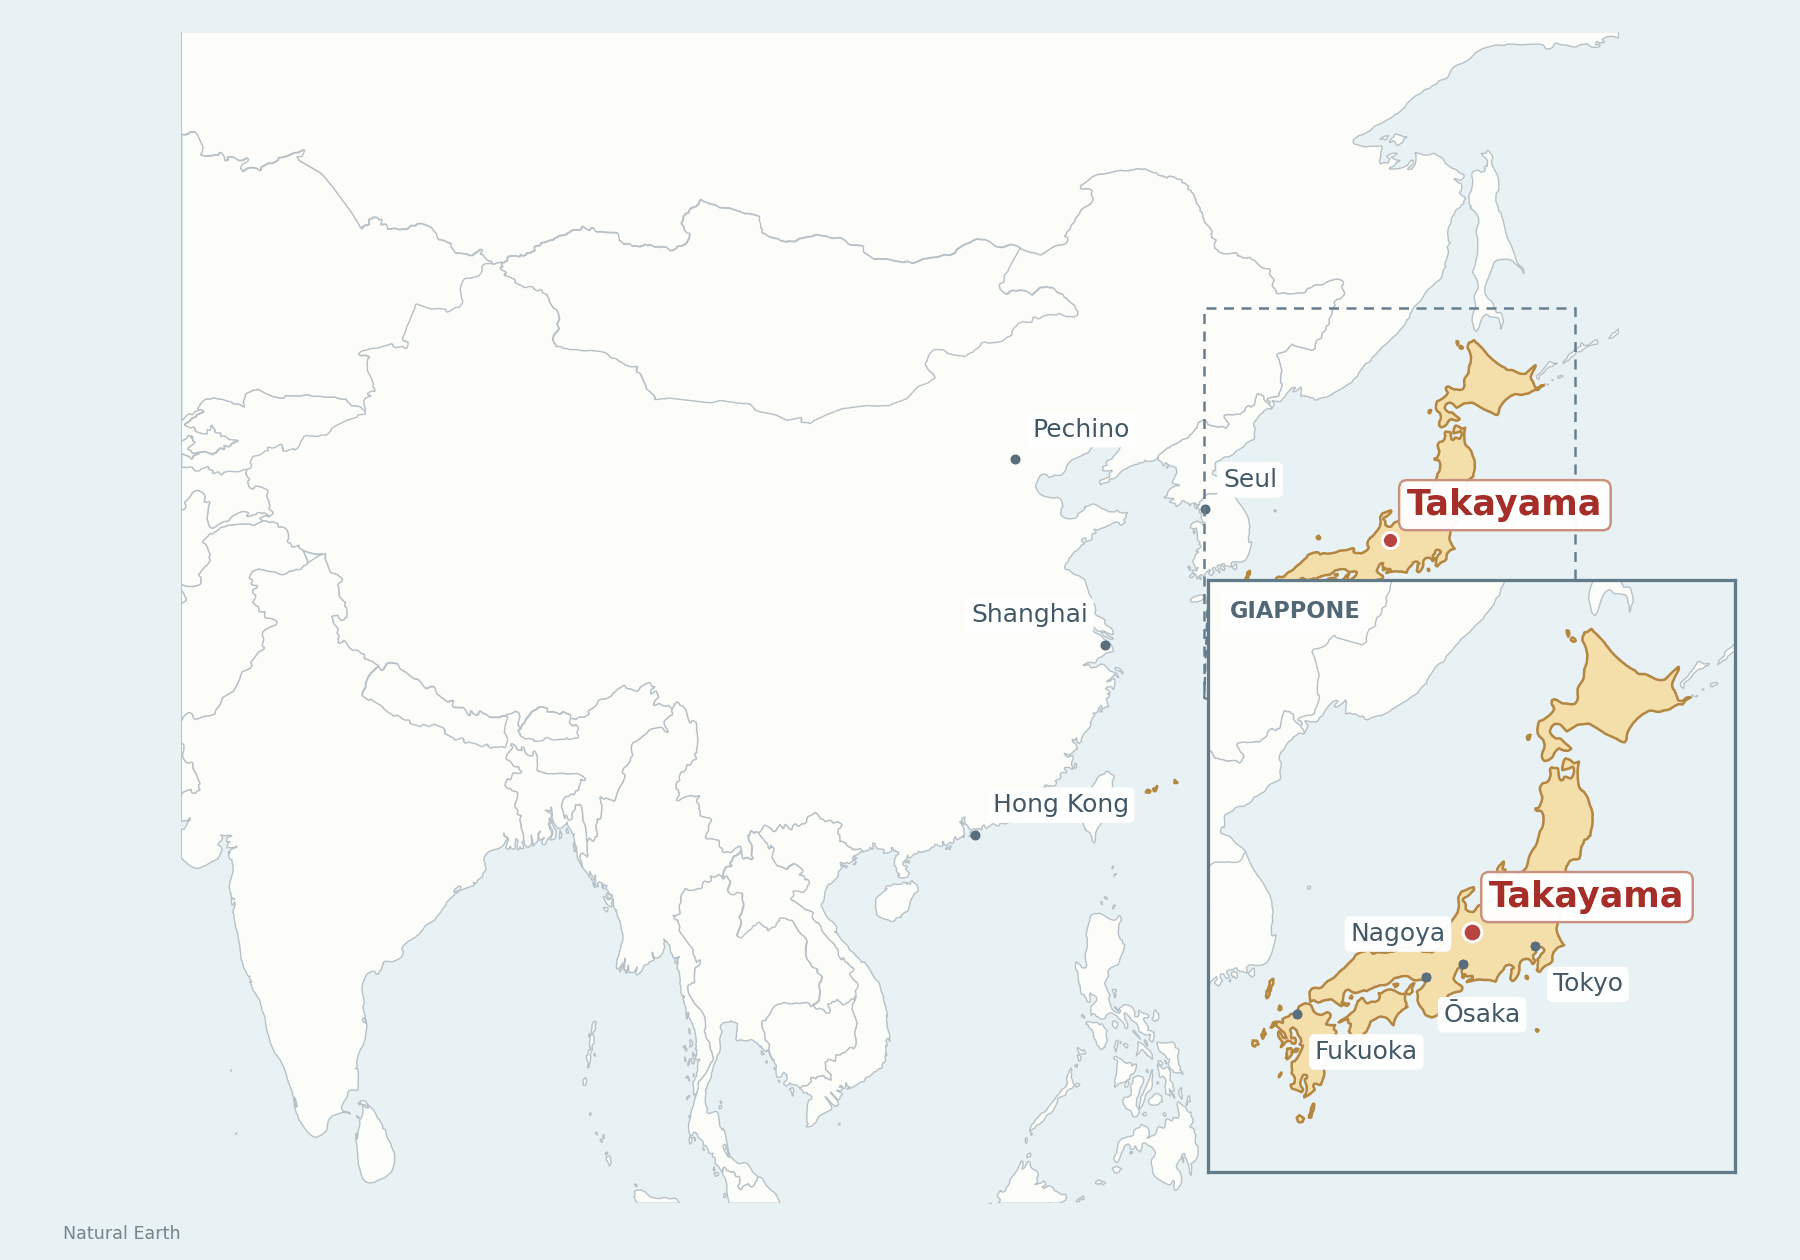 Pechino
Seul
Takayama
Shanghai
GIAPPONE
Hong Kong
Takayama
Nagoya
Tokyo
Ōsaka
Fukuoka
Natural Earth